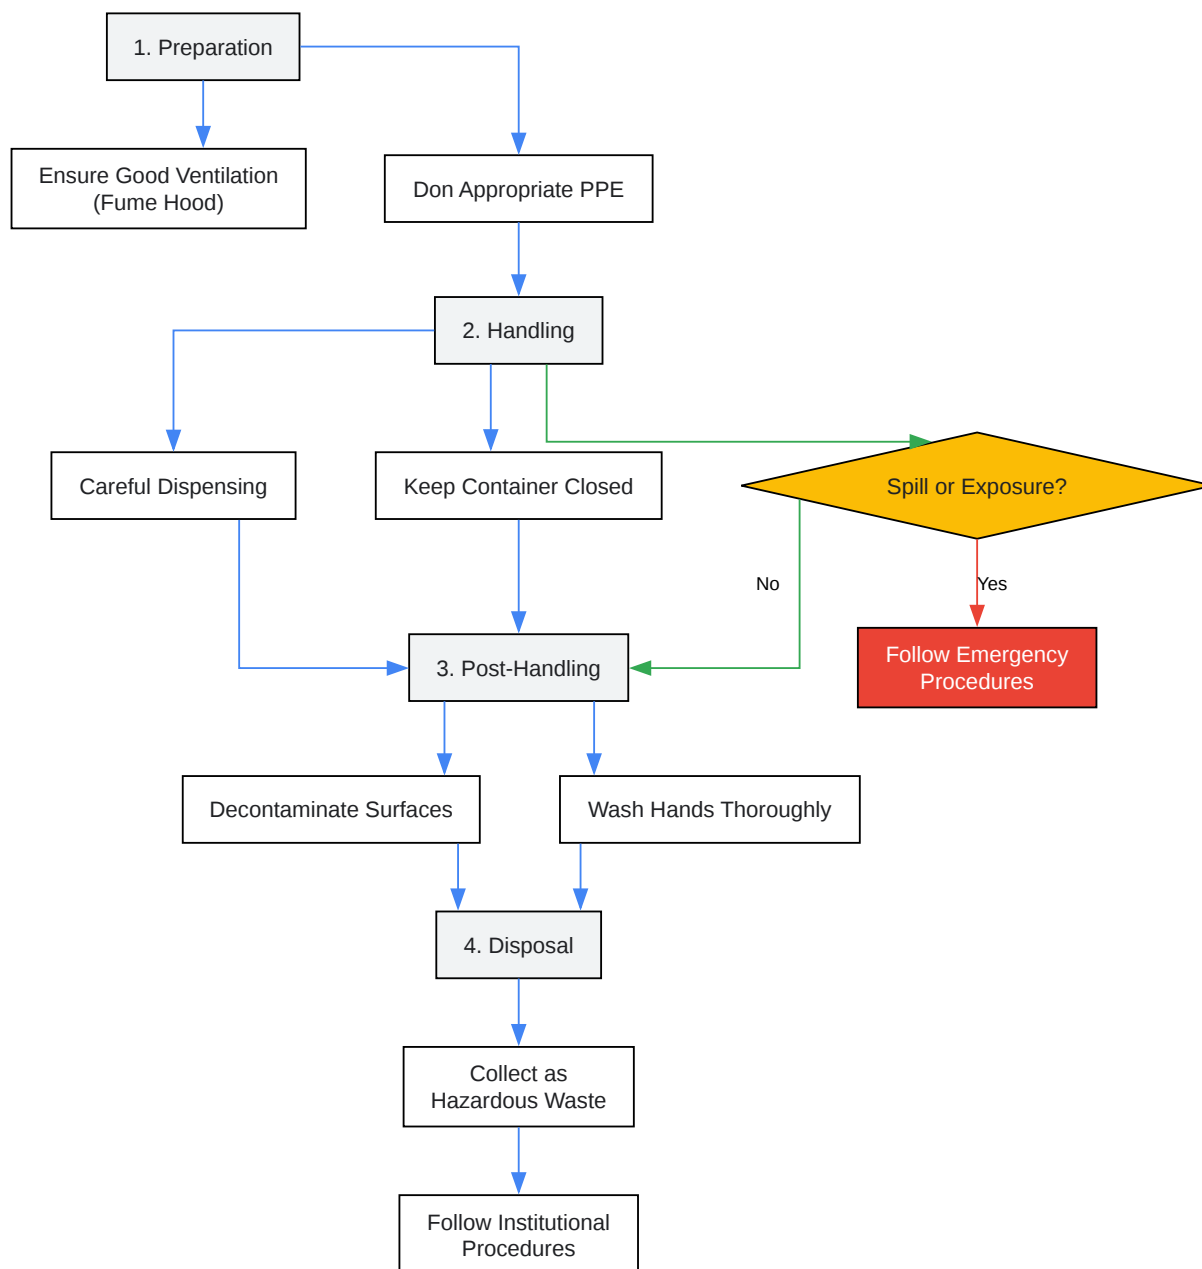 1. Preparation
Ensure Good Ventilation
(Fume Hood)
Don Appropriate PPE
2. Handling
Careful Dispensing
Keep Container Closed
Spill or Exposure?
No
Yes
Follow Emergency
Procedures
3. Post-Handling
Decontaminate Surfaces
Wash Hands Thoroughly
4. Disposal
Collect as
Hazardous Waste
Follow Institutional
Procedures